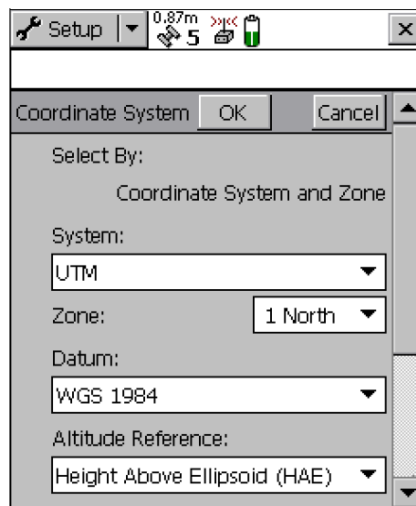 Setup 0.87m 5
Coordinate System OK Cancel
Select By:
Coordinate System and Zone
System:
UTM
Zone: 1 North
Datum:
WGS 1984
Altitude Reference:
Height Above Ellipsoid (HAE)